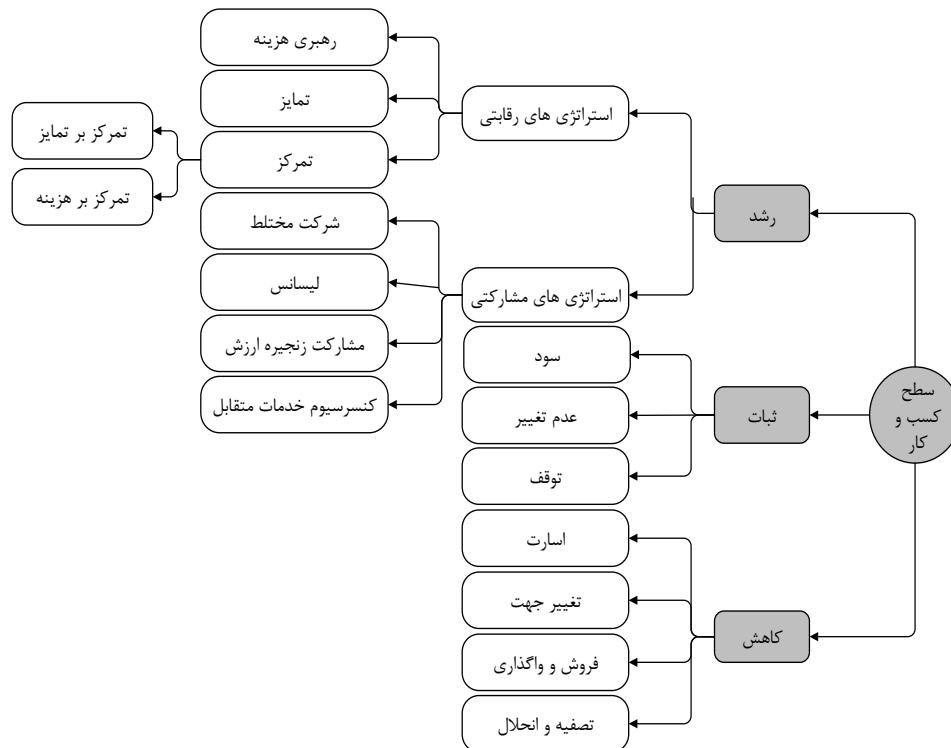 سطح
کسب و
کار
رشد
استراتژی های رقابتی
رهبری هزینه
تمایز
تمرکز
تمرکز بر تمایز
تمرکز بر هزینه
استراتژی های مشارکتی
شرکت مختلط
لیسانس
مشارکت زنجیره ارزش
کنسرسیوم خدمات متقابل
ثبات
سود
عدم تغییر
توقف
کاهش
اسارت
تغییر جهت
فروش و واگذاری
تصفیه و انحلال